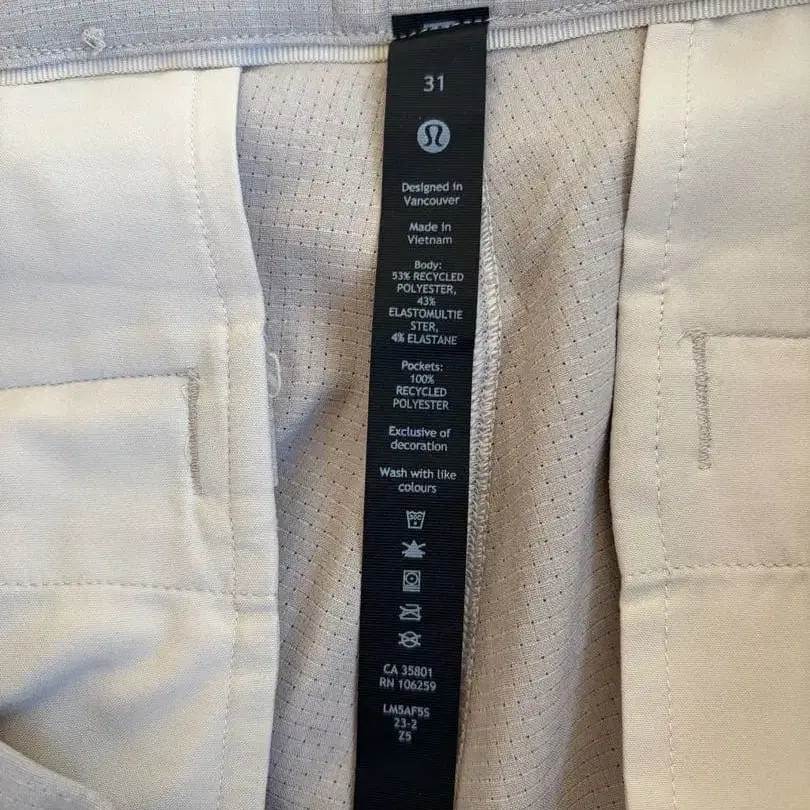 31
Designed in
Vancouver
Made in
Vietnam
Body:
53% RECYCLED
POLYESTER,
43%
ELASTOMULTIE
STER,
4% ELASTANE
Pockets:
100%
RECYCLED
POLYESTER
Exclusive of
decoration
Wash with like
colours
30C
CA 35801
RN 106259
LM5AF5S
23-2
Z5